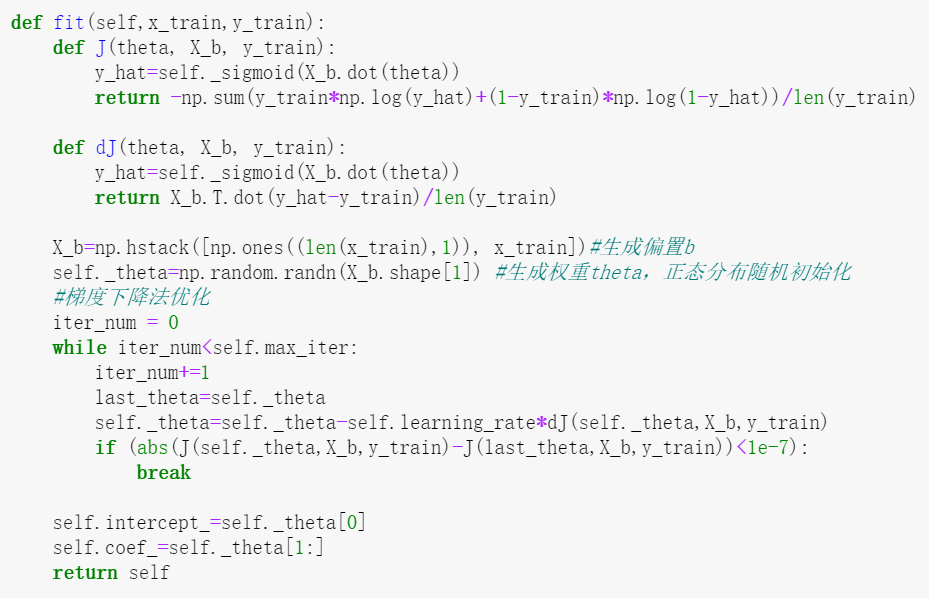 def fit(self,x_train,y_train):
    def J(theta, X_b, y_train):
        y_hat=self._sigmoid(X_b.dot(theta))
        return -np.sum(y_train*np.log(y_hat)+(1-y_train)*np.log(1-y_hat))/len(y_train)

    def dJ(theta, X_b, y_train):
        y_hat=self._sigmoid(X_b.dot(theta))
        return X_b.T.dot(y_hat-y_train)/len(y_train)

    X_b=np.hstack([np.ones((len(x_train),1)), x_train])#生成偏置b
    self._theta=np.random.randn(X_b.shape[1]) #生成权重theta，正态分布随机初始化
    #梯度下降法优化
    iter_num = 0
    while iter_num<self.max_iter:
        iter_num+=1
        last_theta=self._theta
        self._theta=self._theta-self.learning_rate*dJ(self._theta,X_b,y_train)
        if (abs(J(self._theta,X_b,y_train)-J(last_theta,X_b,y_train))<1e-7):
            break

    self.intercept_=self._theta[0]
    self.coef_=self._theta[1:]
    return self